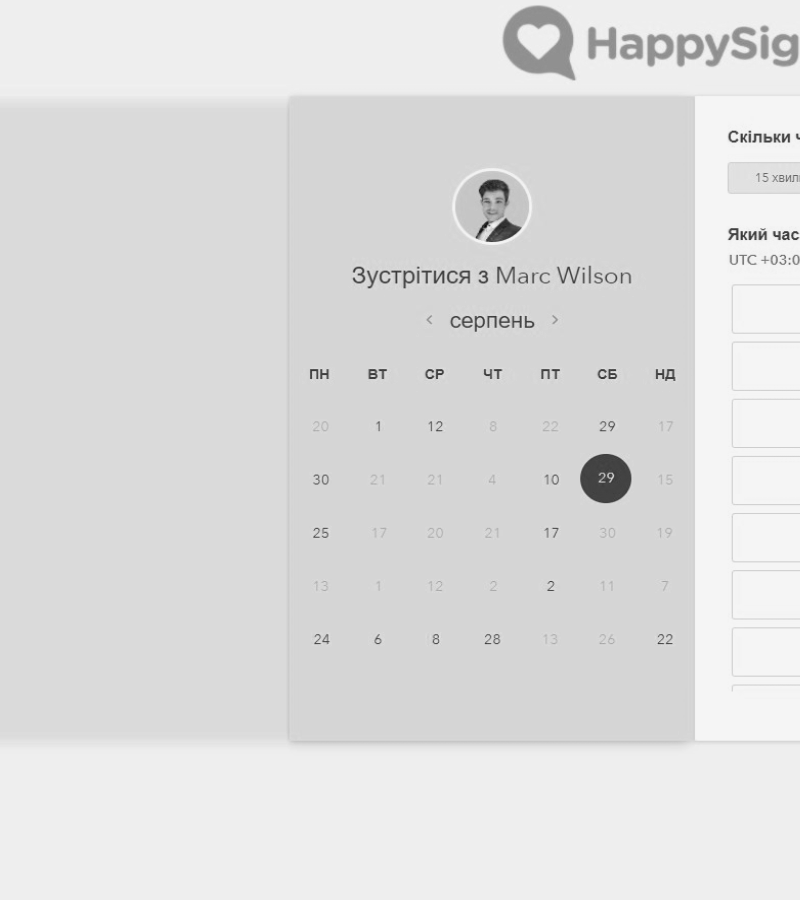 HappySig
Зустрітися з Marc Wilson
< серпень >
ПН ВТ СР ЧТ ПТ СБ НД
20 1 12 8 22 29 17
30 21 21 4 10 29 15
25 17 20 21 17 30 19
13 1 12 2 2 11 7
24 6 8 28 13 26 22
Скільки ч
15 хвил
Який час
UTC +03:0